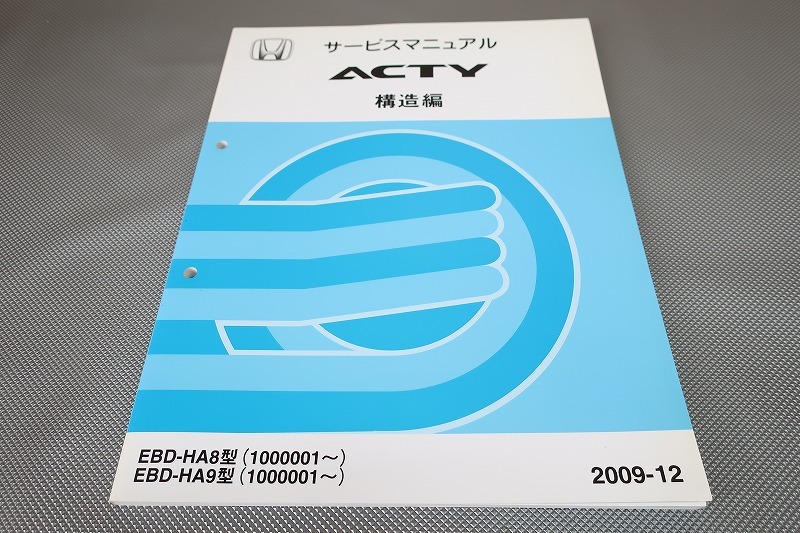 サービスマニュアル
ACTY
構造編
EBD-HA8型(1000001～)
EBD-HA9型(1000001～)
2009-12